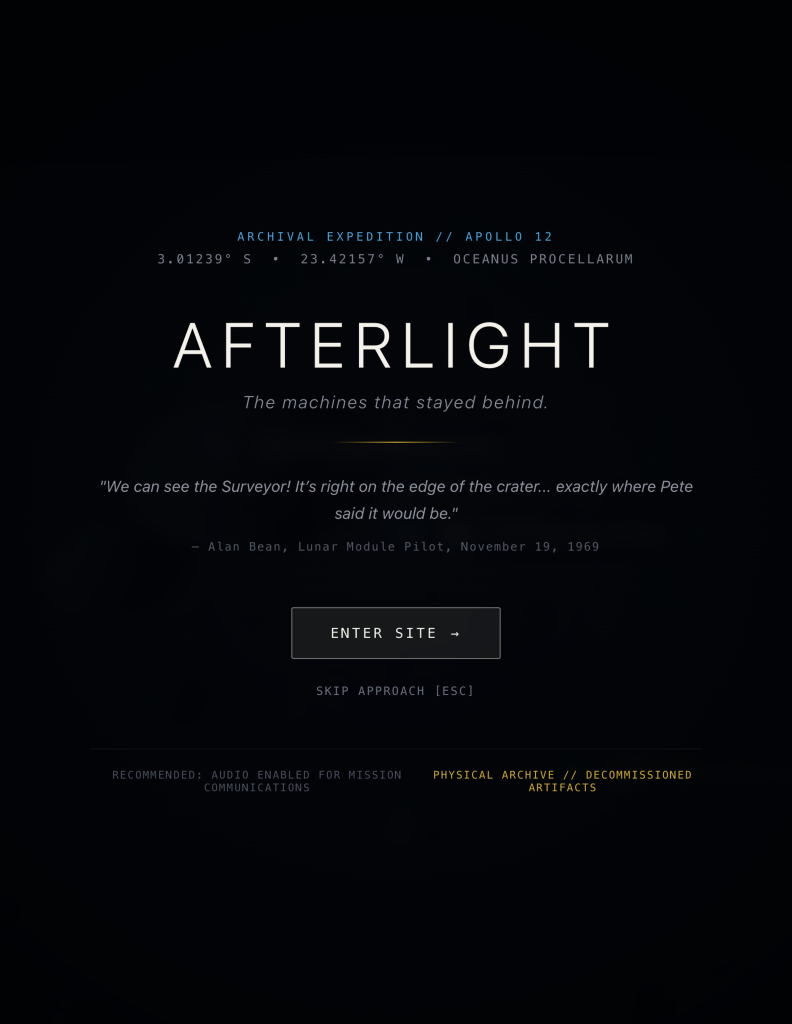 ARCHIVAL EXPEDITION // APOLLO 12
3.01239° S • 23.42157° W • OCEANUS PROCELLARUM
AFTERLIGHT
The machines that stayed behind.
"We can see the Surveyor! It’s right on the edge of the crater... exactly where Pete
said it would be."
— Alan Bean, Lunar Module Pilot, November 19, 1969
ENTER SITE →
SKIP APPROACH [ESC]
RECOMMENDED: AUDIO ENABLED FOR MISSION
COMMUNICATIONS
PHYSICAL ARCHIVE // DECOMMISSIONED
ARTIFACTS